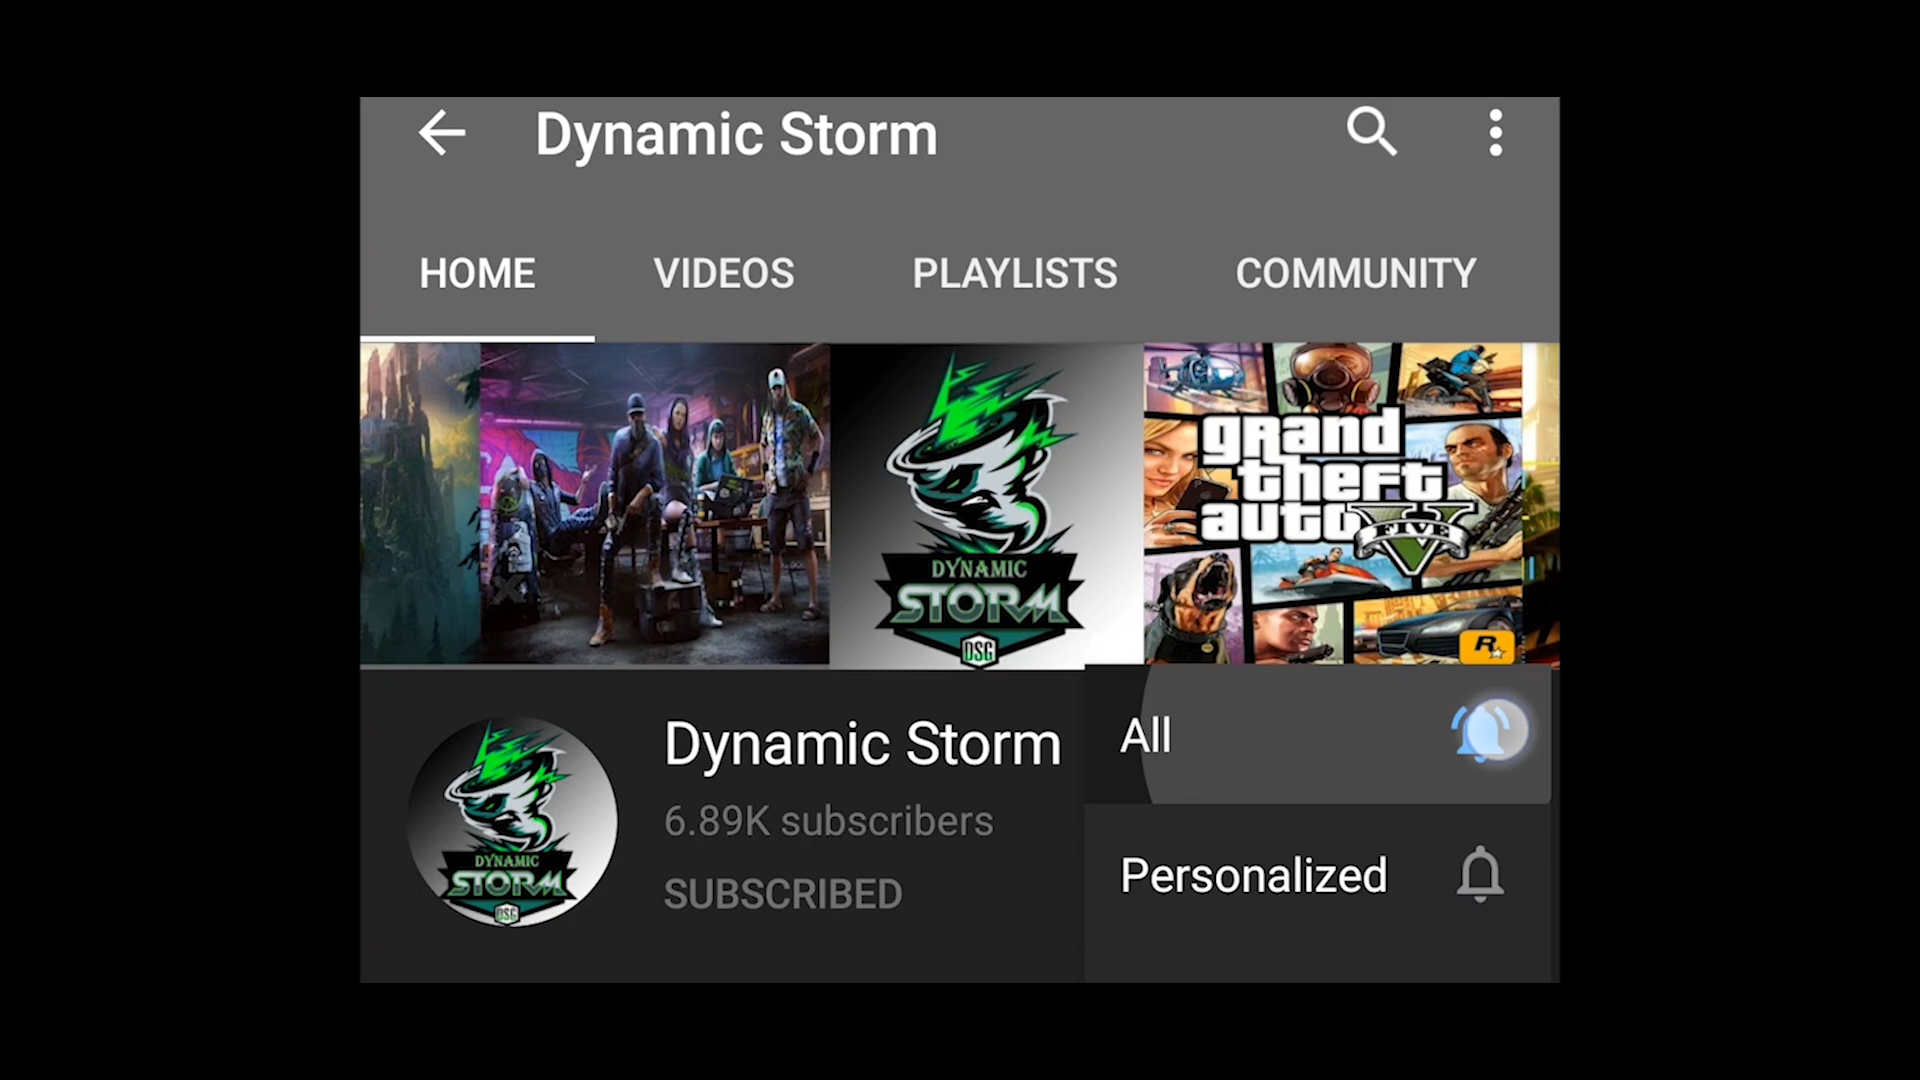 Dynamic Storm
HOME VIDEOS PLAYLISTS COMMUNITY
DYNAMIC
STORM
DSG
grand
theft
auto
FIVE
V
R
Dynamic Storm
6.89K subscribers
SUBSCRIBED
All
Personalized
DYNAMIC
STORM
DSG